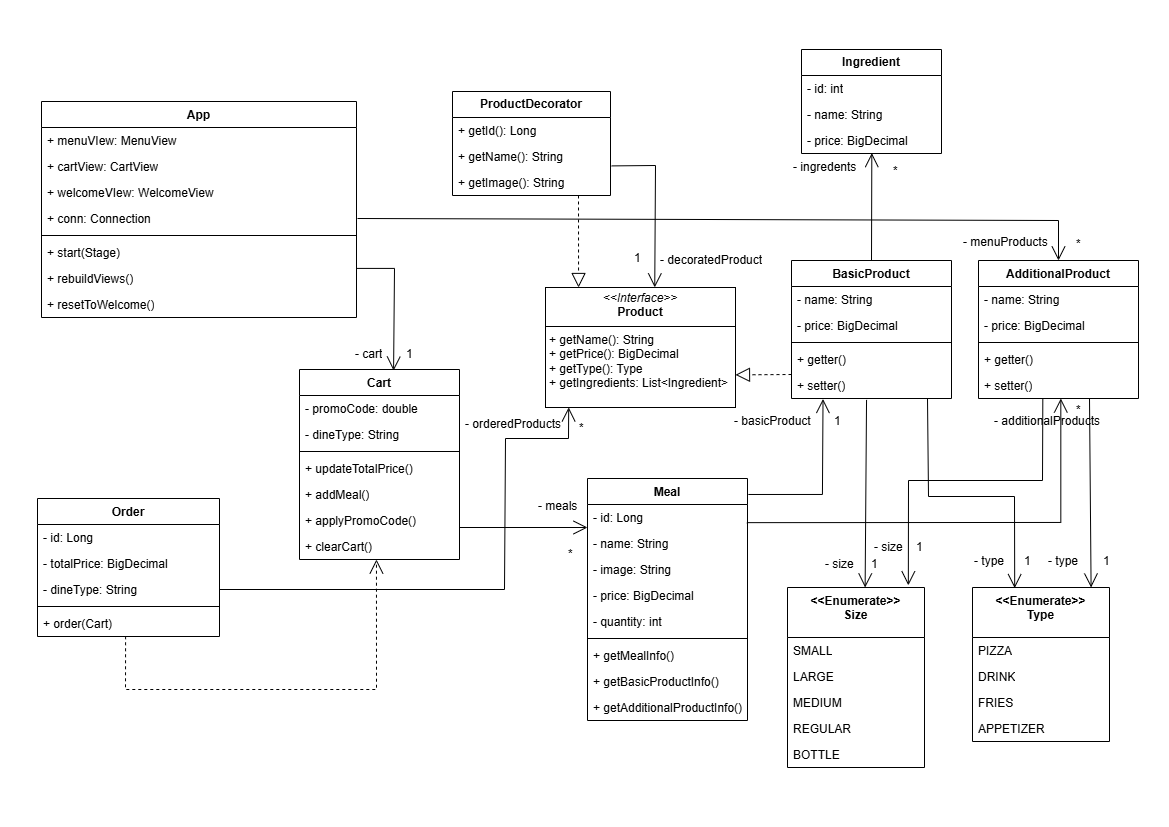 Ingredient
- id: int
- name: String
- price: BigDecimal
- ingredents
*
ProductDecorator
+ getId(): Long
+ getName(): String
+ getImage(): String
App
+ menuVIew: MenuView
+ cartView: CartView
+ welcomeVIew: WelcomeView
+ conn: Connection
+ start(Stage)
+ rebuildViews()
+ resetToWelcome()
- menuProducts
*
1
- decoratedProduct
<<Interface>>
Product
+ getName(): String
+ getPrice(): BigDecimal
+ getType(): Type
+ getIngredients: List<Ingredient>
BasicProduct
- name: String
- price: BigDecimal
+ getter()
+ setter()
AdditionalProduct
- name: String
- price: BigDecimal
+ getter()
+ setter()
- cart
1
Cart
- promoCode: double
- dineType: String
+ updateTotalPrice()
+ addMeal()
+ applyPromoCode()
+ clearCart()
- orderedProducts
*
- basicProduct
1
- additionalProducts
*
- meals
*
Order
- id: Long
- totalPrice: BigDecimal
- dineType: String
+ order(Cart)
Meal
- id: Long
- name: String
- image: String
- price: BigDecimal
- quantity: int
+ getMealInfo()
+ getBasicProductInfo()
+ getAdditionalProductInfo()
- size
1
- size
1
- type
1
- type
1
<<Enumerate>>
Size
SMALL
LARGE
MEDIUM
REGULAR
BOTTLE
<<Enumerate>>
Type
PIZZA
DRINK
FRIES
APPETIZER